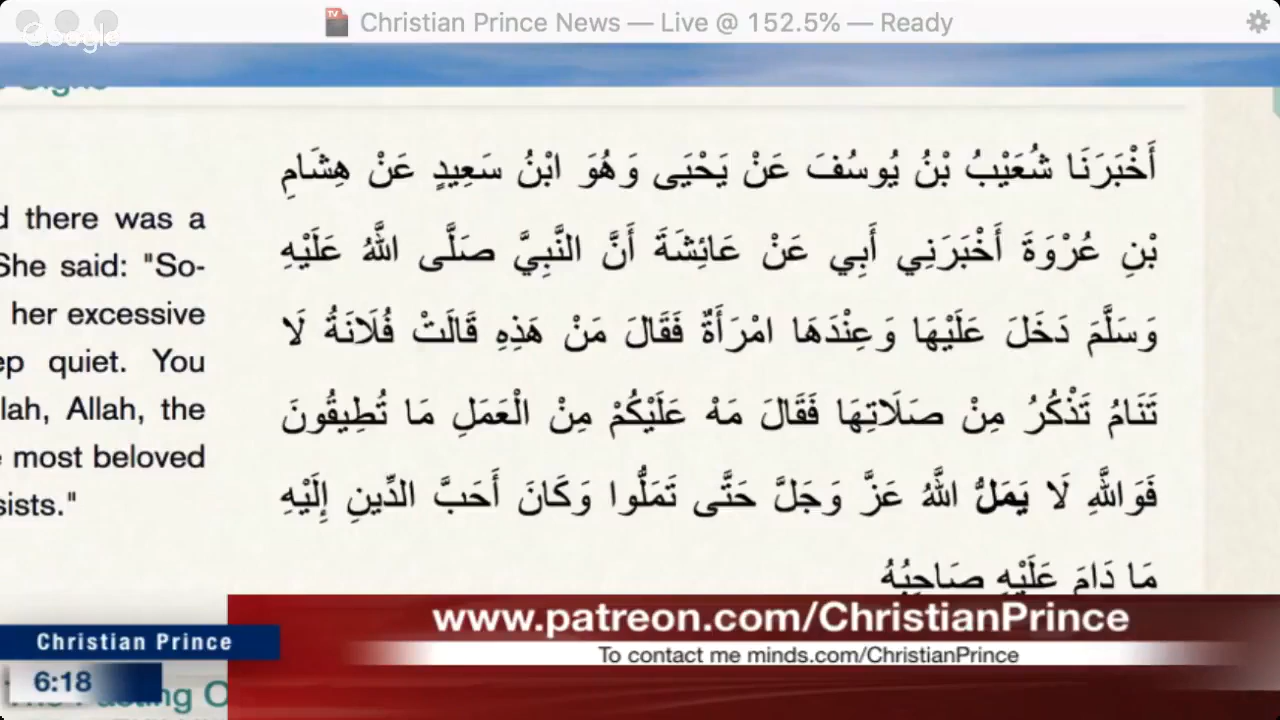 Christian Prince News — Live @ 152.5% — Ready
Google
أَخْبَرَنَا شُعَيْبُ بْنُ يُوسُفَ عَنْ يَحْيَى وَهُوَ ابْنُ سَعِيدٍ عَنْ هِشَامِ
بْنِ عُرْوَةَ أَخْبَرَنِي أَبِي عَنْ عَائِشَةَ أَنَّ النَّبِيَّ صَلَّى اللَّهُ عَلَيْهِ
وَسَلَّمَ دَخَلَ عَلَيْهَا وَعِنْدَهَا امْرَأَةٌ فَقَالَ مَنْ هَذِهِ قَالَتْ فُلَانَةُ لَا
تَنَامُ تَذْكُرُ مِنْ صَلَاتِهَا فَقَالَ مَهْ عَلَيْكُمْ مِنْ الْعَمَلِ مَا تُطِيقُونَ
فَوَاللَّهِ لَا يَمَلُّ اللَّهُ عَزَّ وَجَلَّ حَتَّى تَمَلُّوا وَكَانَ أَحَبَّ الدِّينِ إِلَيْهِ
مَا دَامَ عَلَيْهِ صَاحِبُهُ
d there was a
She said: "So-
her excessive
ep quiet. You
lah, Allah, the
e most beloved
sists."
www.patreon.com/ChristianPrince
To contact me minds.com/ChristianPrince
Christian Prince
6:18